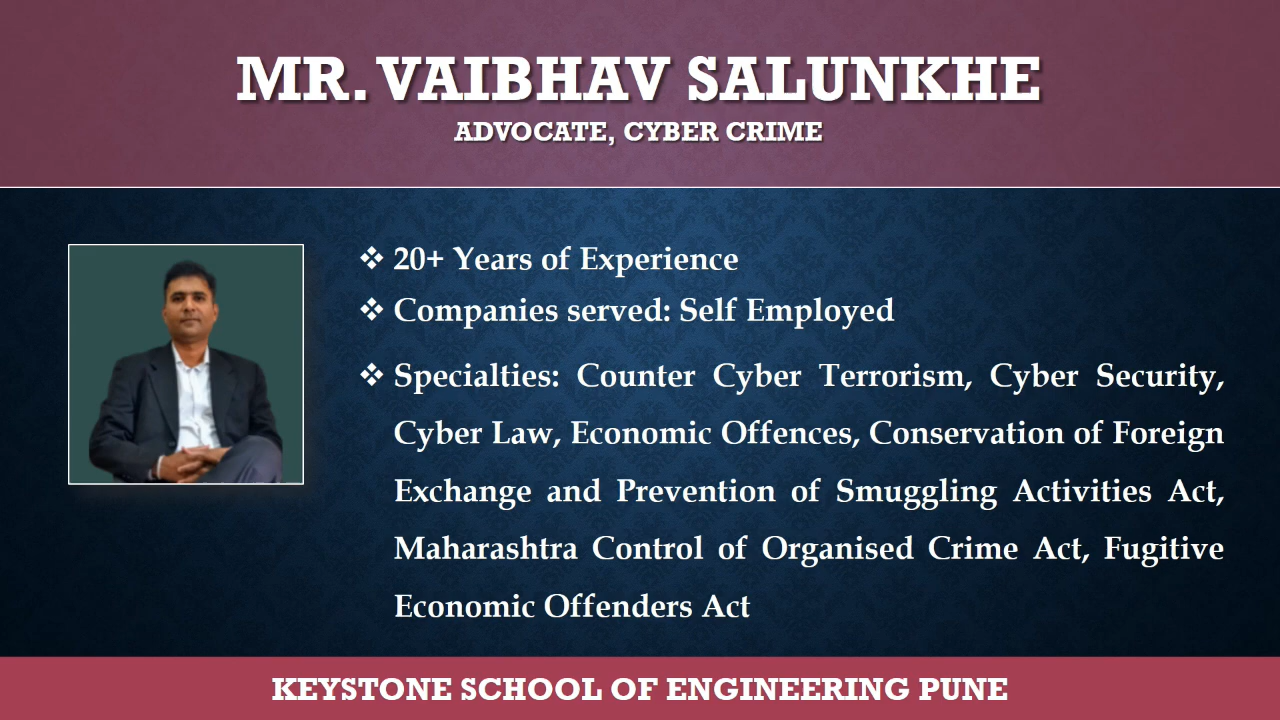 MR. VAIBHAV SALUNKHE
ADVOCATE, CYBER CRIME
❖ 20+ Years of Experience
❖ Companies served: Self Employed
❖ Specialties: Counter Cyber Terrorism, Cyber Security,
Cyber Law, Economic Offences, Conservation of Foreign
Exchange and Prevention of Smuggling Activities Act,
Maharashtra Control of Organised Crime Act, Fugitive
Economic Offenders Act
KEYSTONE SCHOOL OF ENGINEERING PUNE